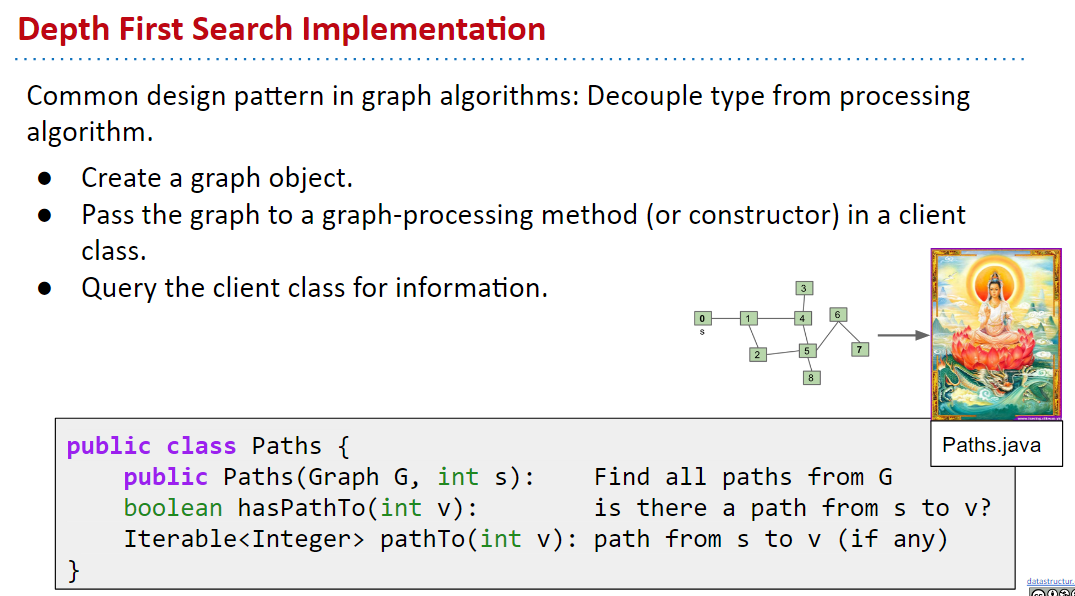 Depth First Search Implementation
Common design pattern in graph algorithms: Decouple type from processing
algorithm.
● Create a graph object.
● Pass the graph to a graph-processing method (or constructor) in a client
class.
● Query the client class for information.
3
0 1 4 6
s
2 5 7
8
Paths.java
public class Paths {
public Paths(Graph G, int s): Find all paths from G
boolean hasPathTo(int v): is there a path from s to v?
Iterable<Integer> pathTo(int v): path from s to v (if any)
}
datastructur.